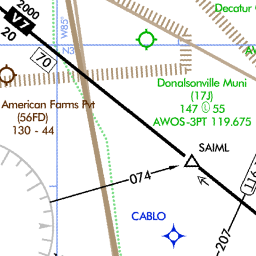 2000
V7
20
W85°
N3
70
Decatur
Donalsonville Muni
(17J)
147 Ⓛ 55
AWOS-3PT 119.675
American Farms Pvt
(56FD)
130 - 44
SAIML
074
CABLO
116
207